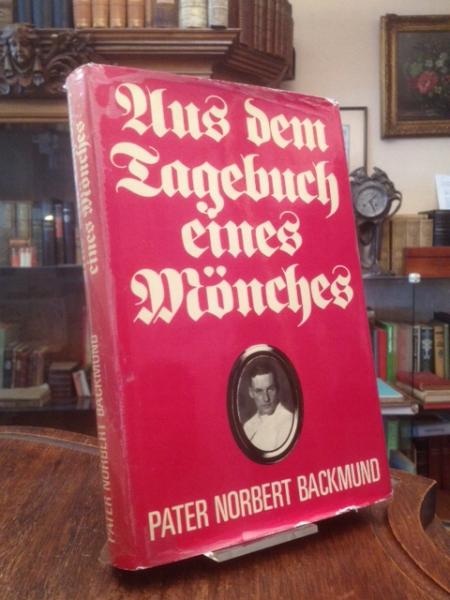 Aus dem
Tagebuch
eines
Mönches
PATER NORBERT BACKMUND
eines Mönches
PATER NORBERT BACKMUND